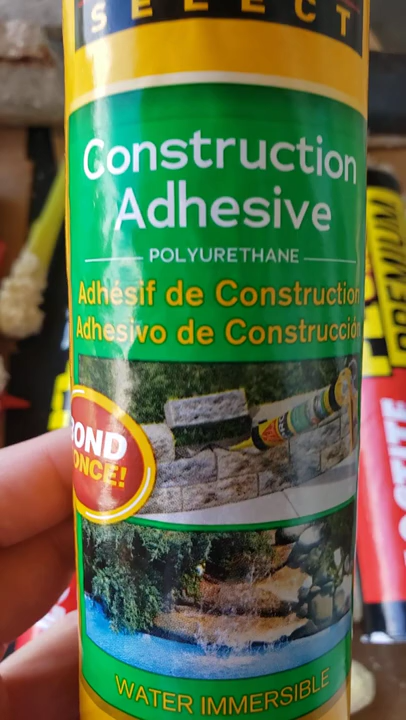 SELECT
Construction
Adhesive
POLYURETHANE
Adhésif de Construction
Adhesivo de Construcción
BOND
ONCE!
WATER IMMERSIBLE
PREMIUM